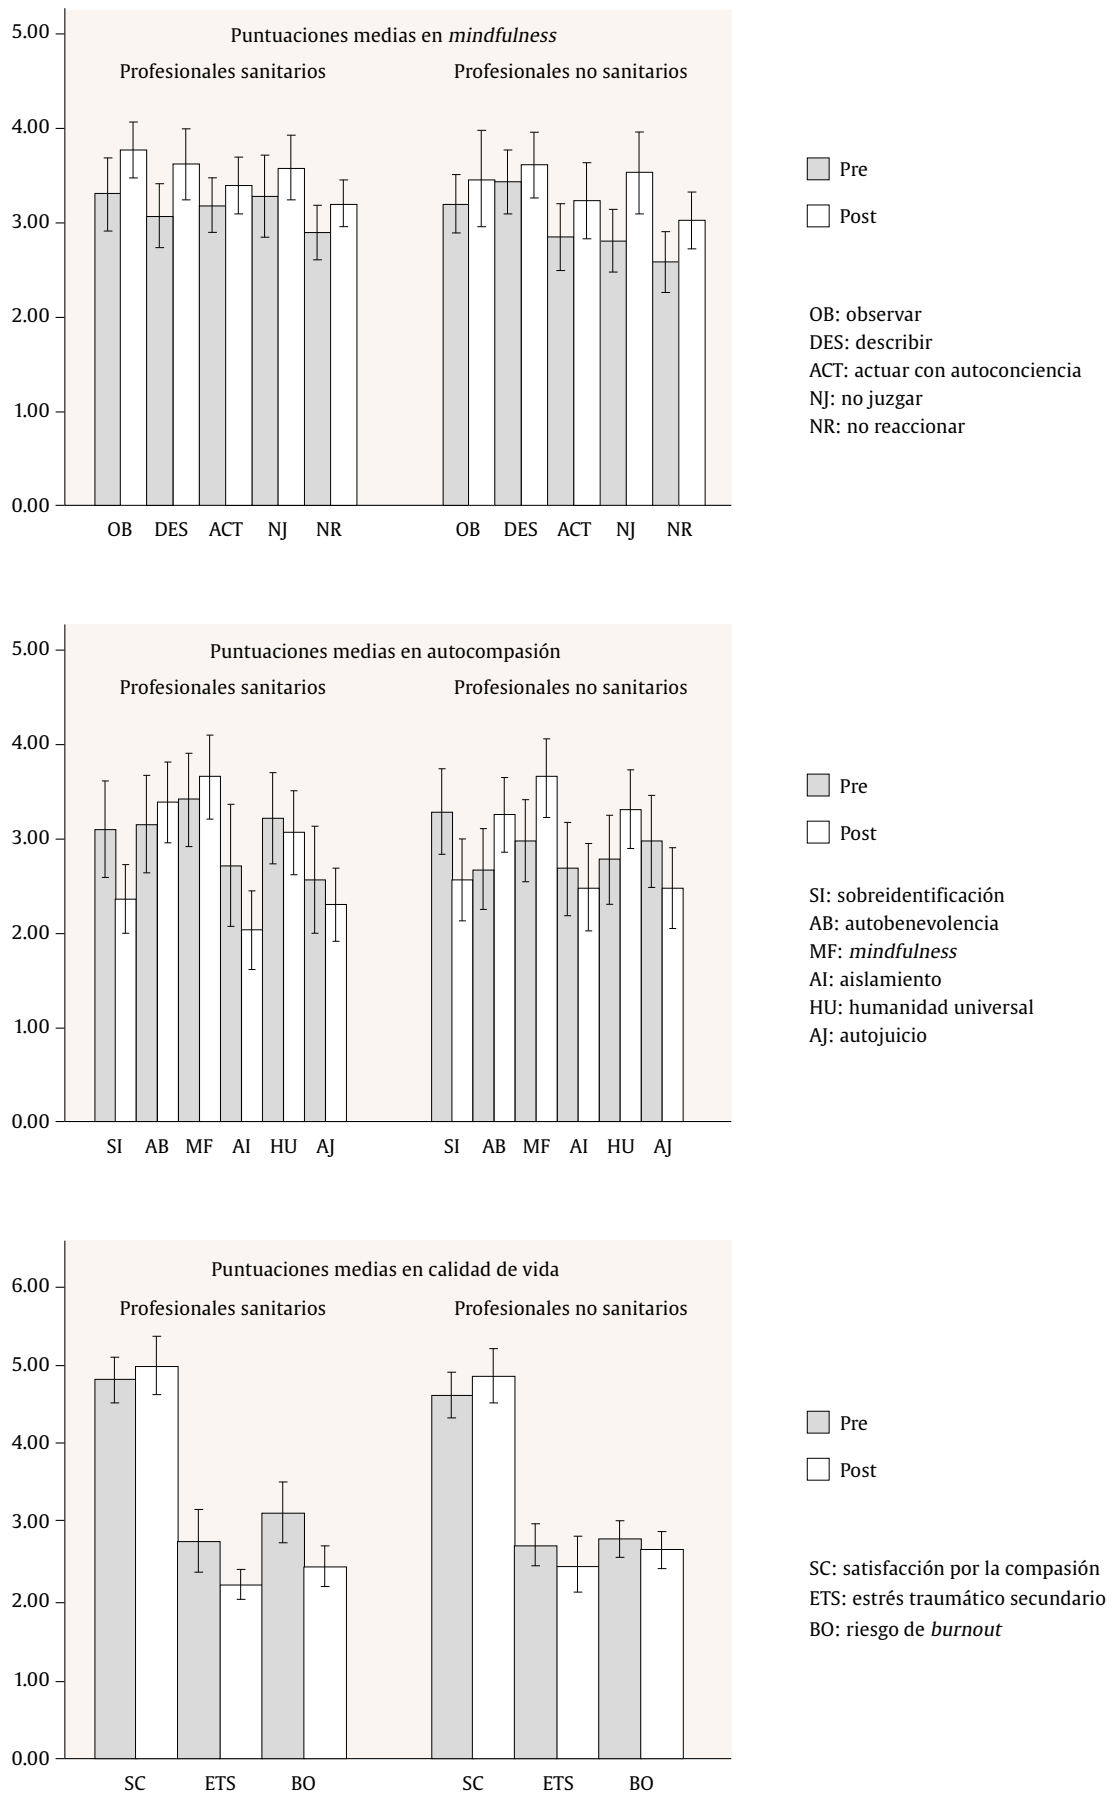 Puntuaciones medias en mindfulness
Profesionales sanitarios
Profesionales no sanitarios
5.00
4.00
3.00
2.00
1.00
0.00
OB DES ACT NJ NR
OB DES ACT NJ NR
Pre
Post
OB: observar
DES: describir
ACT: actuar con autoconciencia
NJ: no juzgar
NR: no reaccionar
Puntuaciones medias en autocompasión
Profesionales sanitarios
Profesionales no sanitarios
5.00
4.00
3.00
2.00
1.00
0.00
SI AB MF AI HU AJ
SI AB MF AI HU AJ
Pre
Post
SI: sobreidentificación
AB: autobenevolencia
MF: mindfulness
AI: aislamiento
HU: humanidad universal
AJ: autojuicio
Puntuaciones medias en calidad de vida
Profesionales sanitarios
Profesionales no sanitarios
6.00
5.00
4.00
3.00
2.00
1.00
0.00
SC ETS BO
SC ETS BO
Pre
Post
SC: satisfacción por la compasión
ETS: estrés traumático secundario
BO: riesgo de burnout